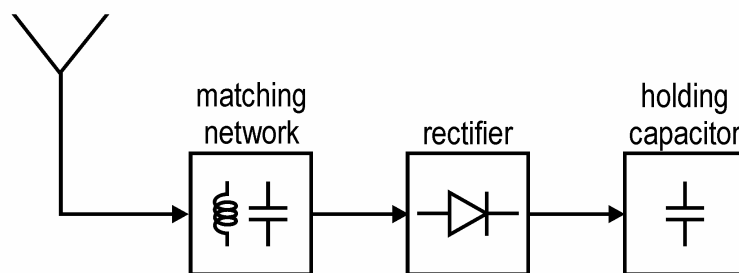 matching
network
rectifier
holding
capacitor